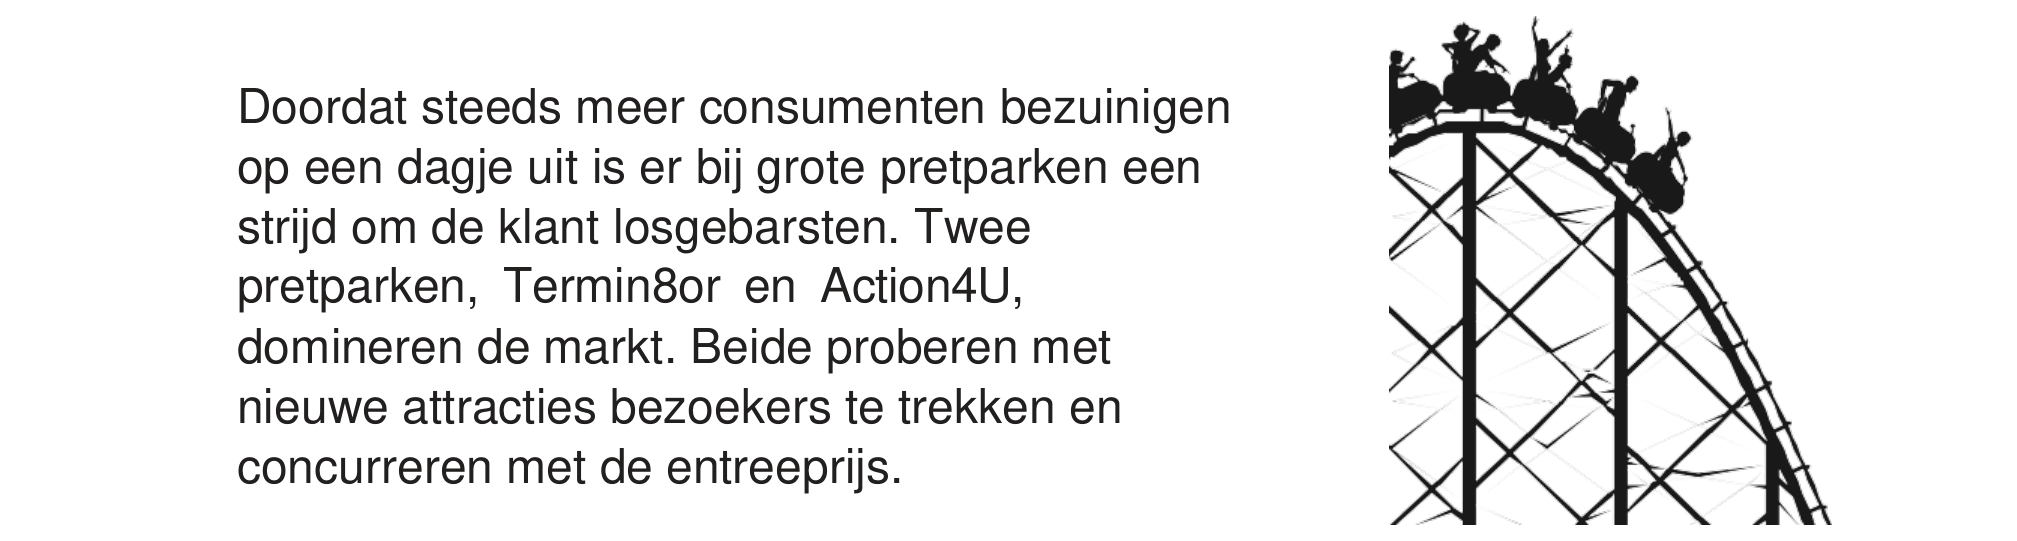 Doordat steeds meer consumenten bezuinigen
op een dagje uit is er bij grote pretparken een
strijd om de klant losgebarsten. Twee
pretparken, Termin8or en Action4U,
domineren de markt. Beide proberen met
nieuwe attracties bezoekers te trekken en
concurreren met de entreeprijs.